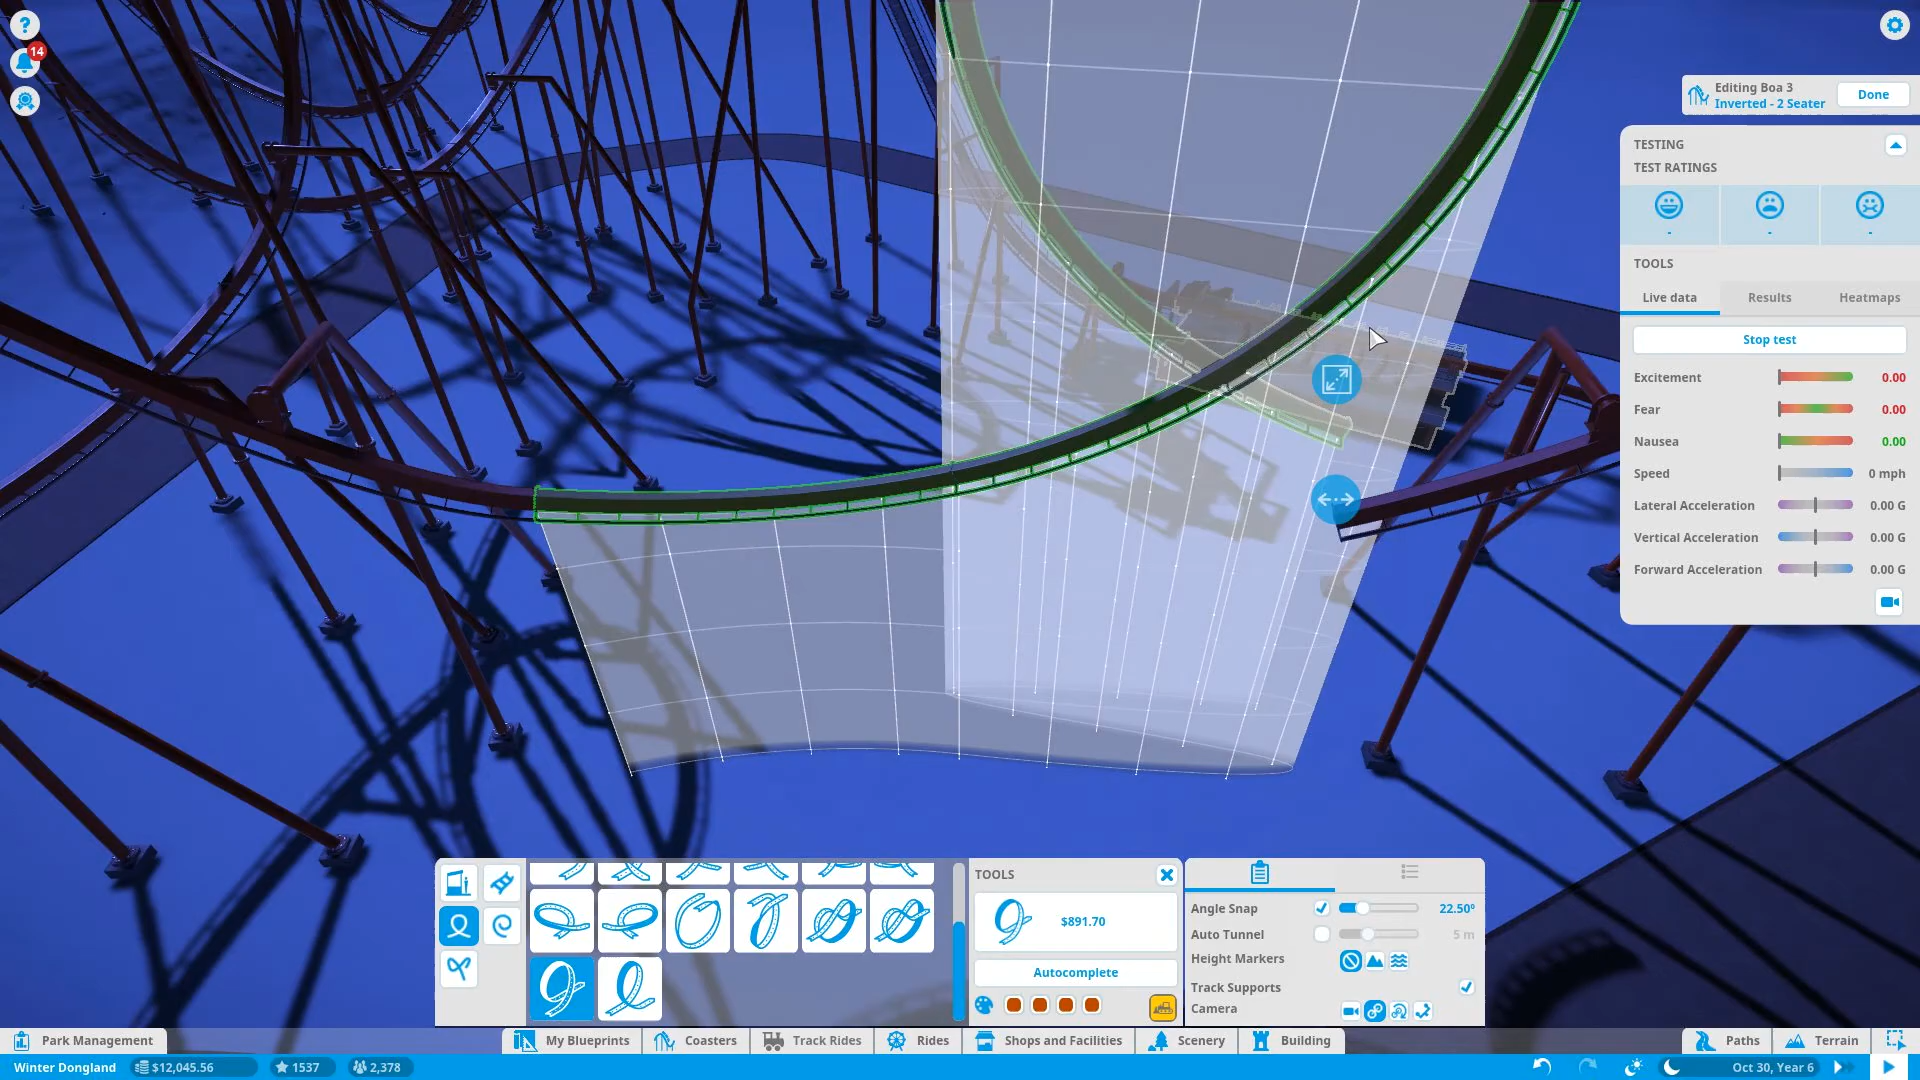 14
Editing Boa 3
Inverted - 2 Seater
Done
TESTING
TEST RATINGS
- - -
TOOLS
Live data Results Heatmaps
Stop test
Excitement 0.00
Fear 0.00
Nausea 0.00
Speed 0 mph
Lateral Acceleration 0.00 G
Vertical Acceleration 0.00 G
Forward Acceleration 0.00 G
TOOLS
$891.70
Autocomplete
Angle Snap 22.50°
Auto Tunnel 5 m
Height Markers
Track Supports
Camera
Park Management My Blueprints Coasters Track Rides Rides Shops and Facilities Scenery Building Paths Terrain
Winter Dongland $12,045.56 1537 2,378 Oct 30, Year 6